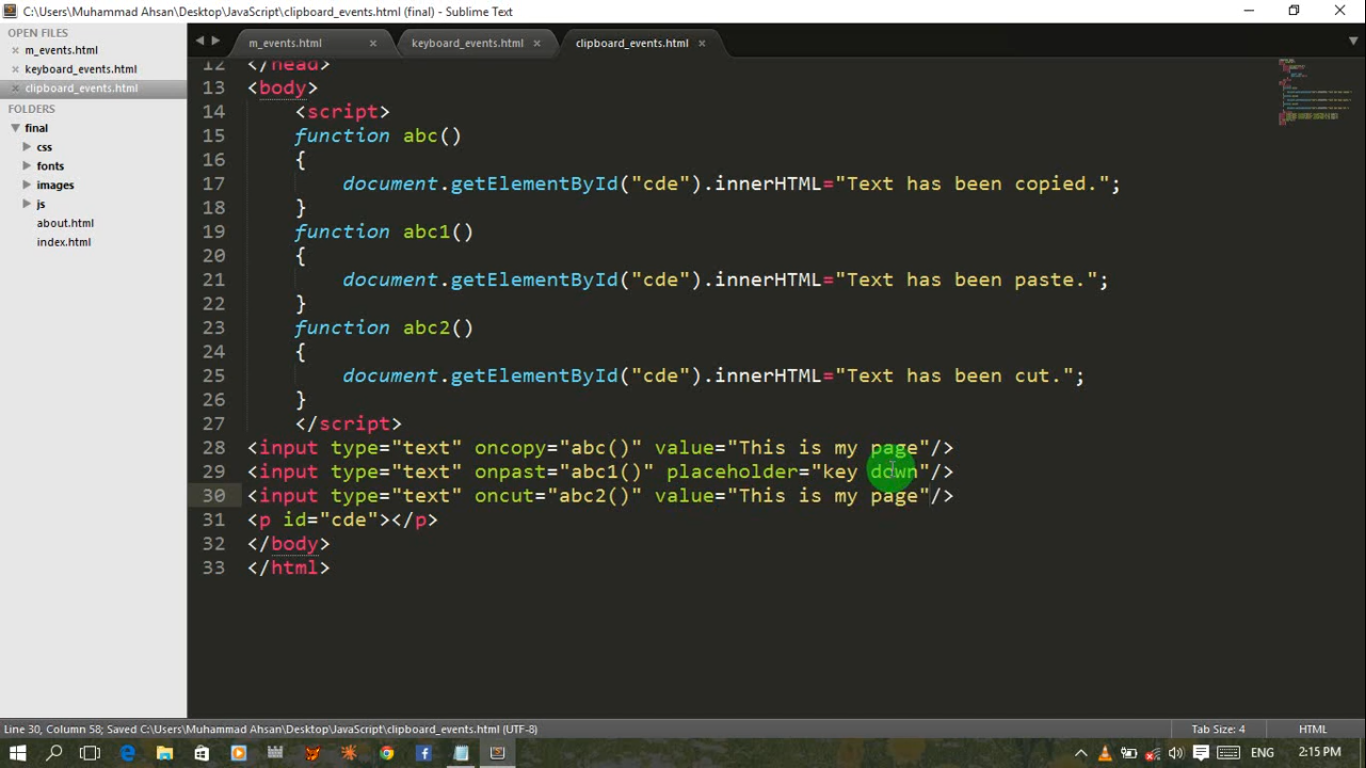 C:\Users\Muhammad Ahsan\Desktop\JavaScript\clipboard_events.html (final) - Sublime Text
OPEN FILES
m_events.html
keyboard_events.html
clipboard_events.html
FOLDERS
final
css
fonts
images
js
about.html
index.html
m_events.html keyboard_events.html clipboard_events.html
12 </head>
13 <body>
14 <script>
15 function abc()
16 {
17 document.getElementById("cde").innerHTML="Text has been copied.";
18 }
19 function abc1()
20 {
21 document.getElementById("cde").innerHTML="Text has been paste.";
22 }
23 function abc2()
24 {
25 document.getElementById("cde").innerHTML="Text has been cut.";
26 }
27 </script>
28 <input type="text" oncopy="abc()" value="This is my page"/>
29 <input type="text" onpast="abc1()" placeholder="key down"/>
30 <input type="text" oncut="abc2()" value="This is my page"/>
31 <p id="cde"></p>
32 </body>
33 </html>
Line 30, Column 58; Saved C:\Users\Muhammad Ahsan\Desktop\JavaScript\clipboard_events.html (UTF-8) Tab Size: 4 HTML
ENG 2:15 PM